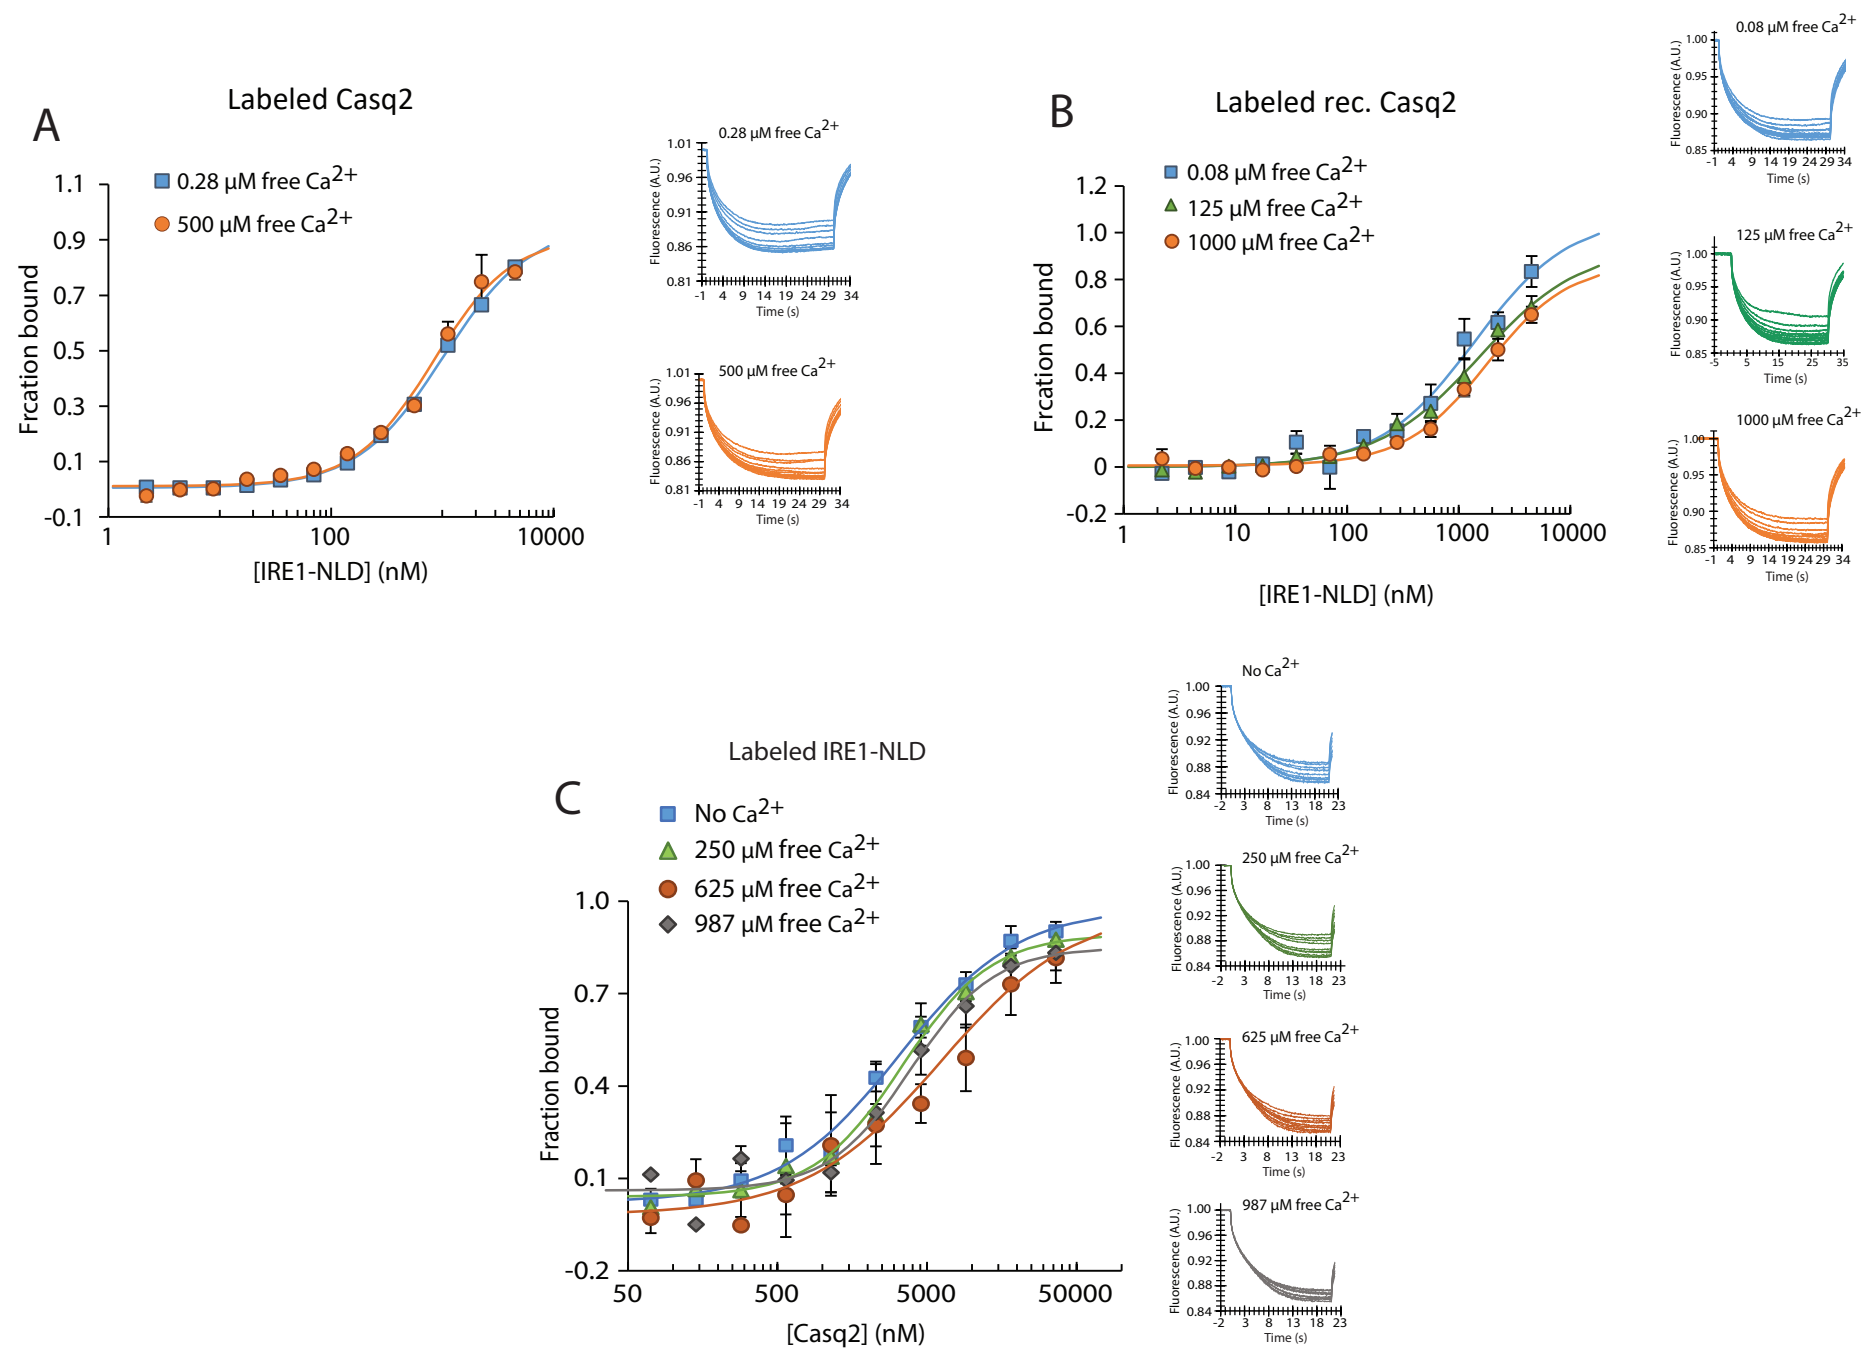 A
Labeled Casq2
0.28 µM free Ca2+
500 µM free Ca2+
Frcation bound
1.1
0.9
0.7
0.5
0.3
0.1
-0.1
1 100 10000
[IRE1-NLD] (nM)
0.28 µM free Ca2+
Fluorescence (A.U.)
1.01
0.96
0.91
0.86
0.81
-1 4 9 14 19 24 29 34
Time (s)
500 µM free Ca2+
Fluorescence (A.U.)
1.01
0.96
0.91
0.86
0.81
-1 4 9 14 19 24 29 34
Time (s)
B
Labeled rec. Casq2
0.08 µM free Ca2+
125 µM free Ca2+
1000 µM free Ca2+
Frcation bound
1.2
1.0
0.8
0.6
0.4
0.2
0
-0.2
1 10 100 1000 10000
[IRE1-NLD] (nM)
0.08 µM free Ca2+
Fluorescence (A.U.)
1.00
0.95
0.90
0.85
-1 4 9 14 19 24 29 34
Time (s)
125 µM free Ca2+
Fluorescence (A.U.)
1.00
0.95
0.90
0.85
-5 5 15 25 35
Time (s)
1000 µM free Ca2+
Fluorescence (A.U.)
1.00
0.95
0.90
0.85
-1 4 9 14 19 24 29 34
Time (s)
C
Labeled IRE1-NLD
No Ca2+
250 µM free Ca2+
625 µM free Ca2+
987 µM free Ca2+
Fraction bound
1.0
0.7
0.4
0.1
-0.2
50 500 5000 50000
[Casq2] (nM)
No Ca2+
Fluorescence (A.U.)
1.00
0.96
0.92
0.88
0.84
-2 3 8 13 18 23
Time (s)
250 µM free Ca2+
Fluorescence (A.U.)
1.00
0.96
0.92
0.88
0.84
-2 3 8 13 18 23
Time (s)
625 µM free Ca2+
Fluorescence (A.U.)
1.00
0.96
0.92
0.88
0.84
-2 3 8 13 18 23
Time (s)
987 µM free Ca2+
Fluorescence (A.U.)
1.00
0.96
0.92
0.88
0.84
-2 3 8 13 18 23
Time (s)